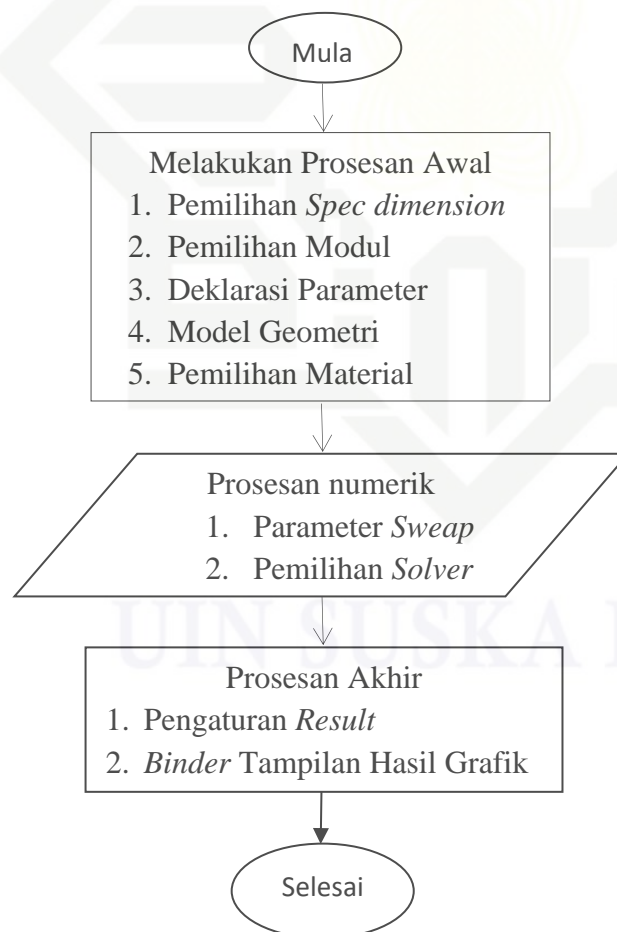 Mula
Melakukan Prosesan Awal
1. Pemilihan Spec dimension
2. Pemilihan Modul
3. Deklarasi Parameter
4. Model Geometri
5. Pemilihan Material
Prosesan numerik
1. Parameter Sweap
2. Pemilihan Solver
UIN SUSKA
Prosesan Akhir
1. Pengaturan Result
2. Binder Tampilan Hasil Grafik
Selesai